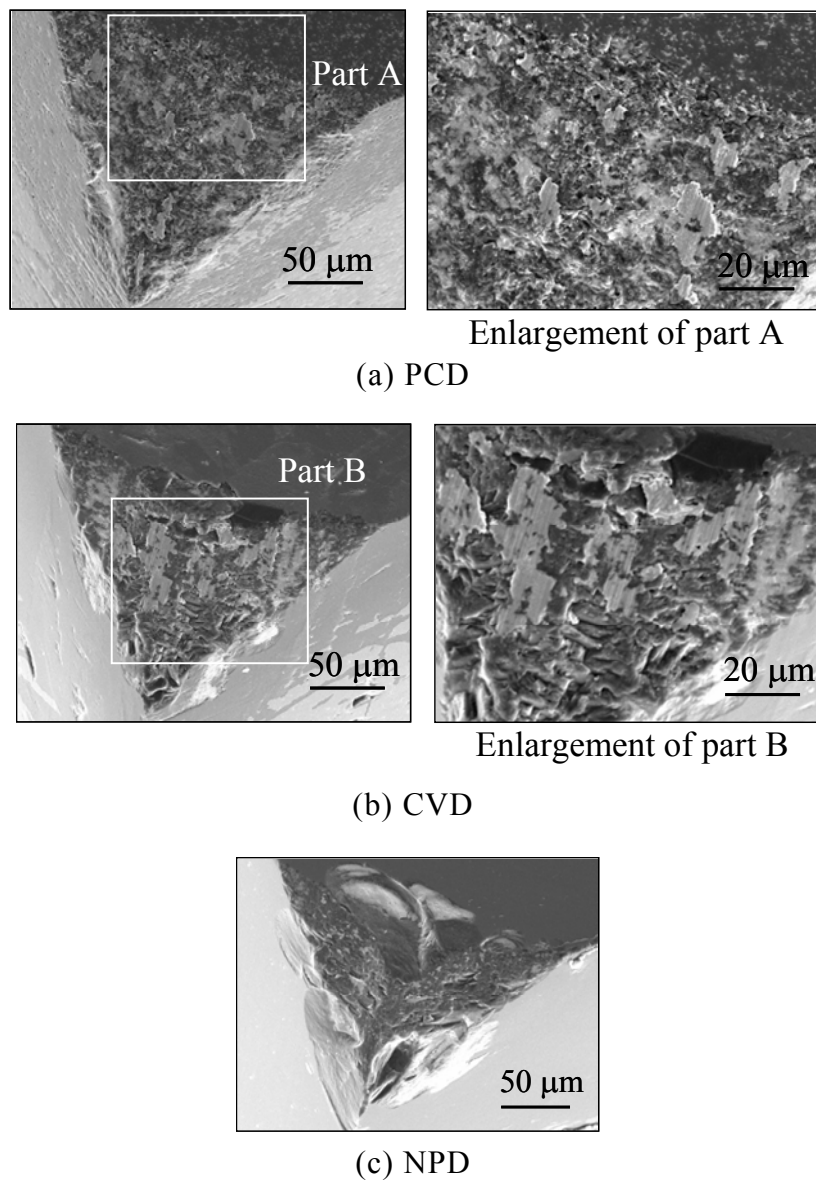 Part A
50 μm
20 μm
Enlargement of part A
(a) PCD
Part B
50 μm
20 μm
Enlargement of part B
(b) CVD
50 μm
(c) NPD